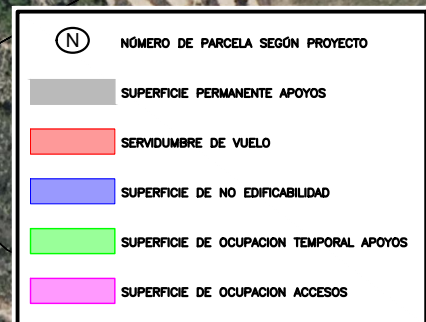 N NÚMERO DE PARCELA SEGÚN PROYECTO
SUPERFICIE PERMANENTE APOYOS
SERVIDUMBRE DE VUELO
SUPERFICIE DE NO EDIFICABILIDAD
SUPERFICIE DE OCUPACION TEMPORAL APOYOS
SUPERFICIE DE OCUPACION ACCESOS